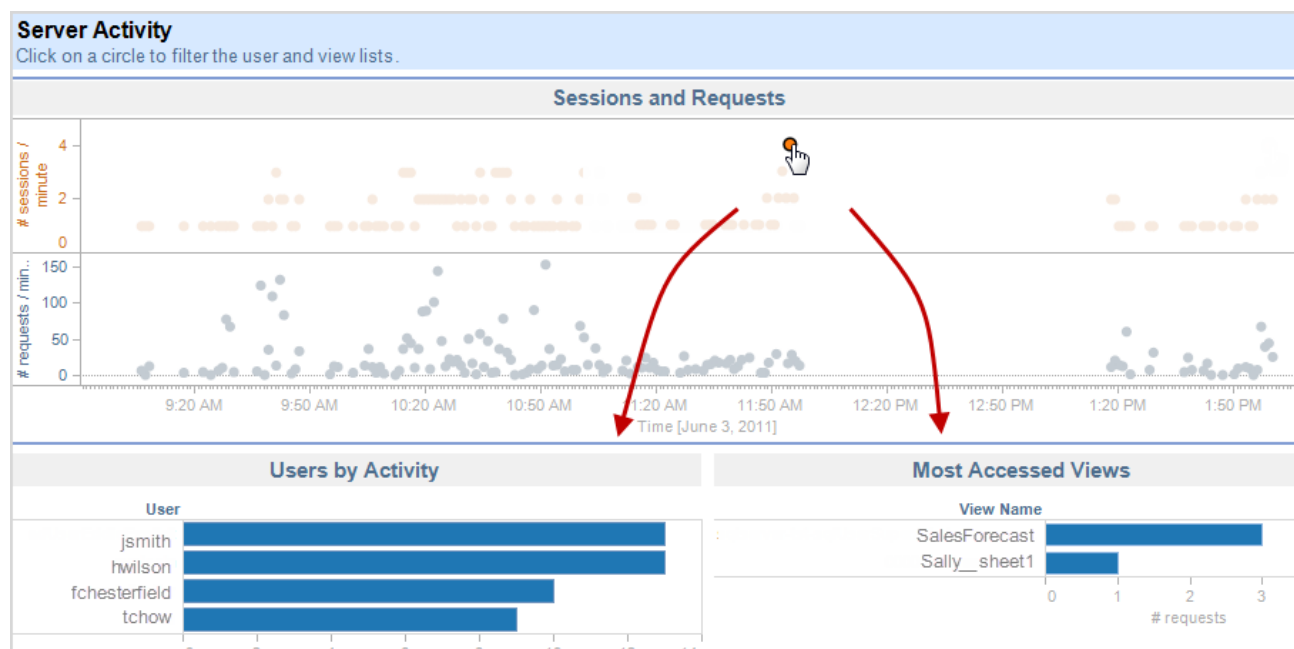 Server Activity
Click on a circle to filter the user and view lists.
Sessions and Requests
# sessions /
minute
4
2
0
# requests / min..
150
100
50
0
9:20 AM 9:50 AM 10:20 AM 10:50 AM 11:20 AM 11:50 AM 12:20 PM 12:50 PM 1:20 PM 1:50 PM
Time [June 3, 2011]
Users by Activity
User
jsmith
hwilson
fchesterfield
tchow
Most Accessed Views
View Name
SalesForecast
Sally__sheet1
0 1 2 3
# requests